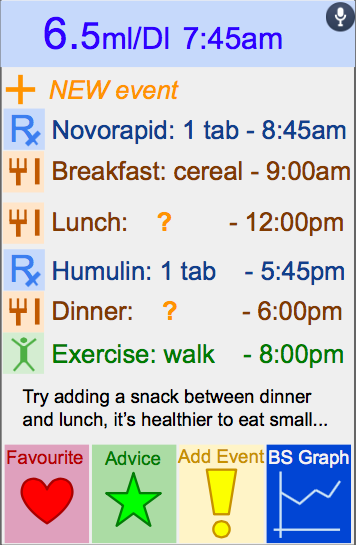 6.5ml/Dl 7:45am
+ NEW event
Rx Novorapid: 1 tab - 8:45am
Breakfast: cereal - 9:00am
Lunch: ? - 12:00pm
Rx Humulin: 1 tab - 5:45pm
Dinner: ? - 6:00pm
Exercise: walk - 8:00pm
Try adding a snack between dinner
and lunch, it's healthier to eat small...
Favourite Advice Add Event BS Graph